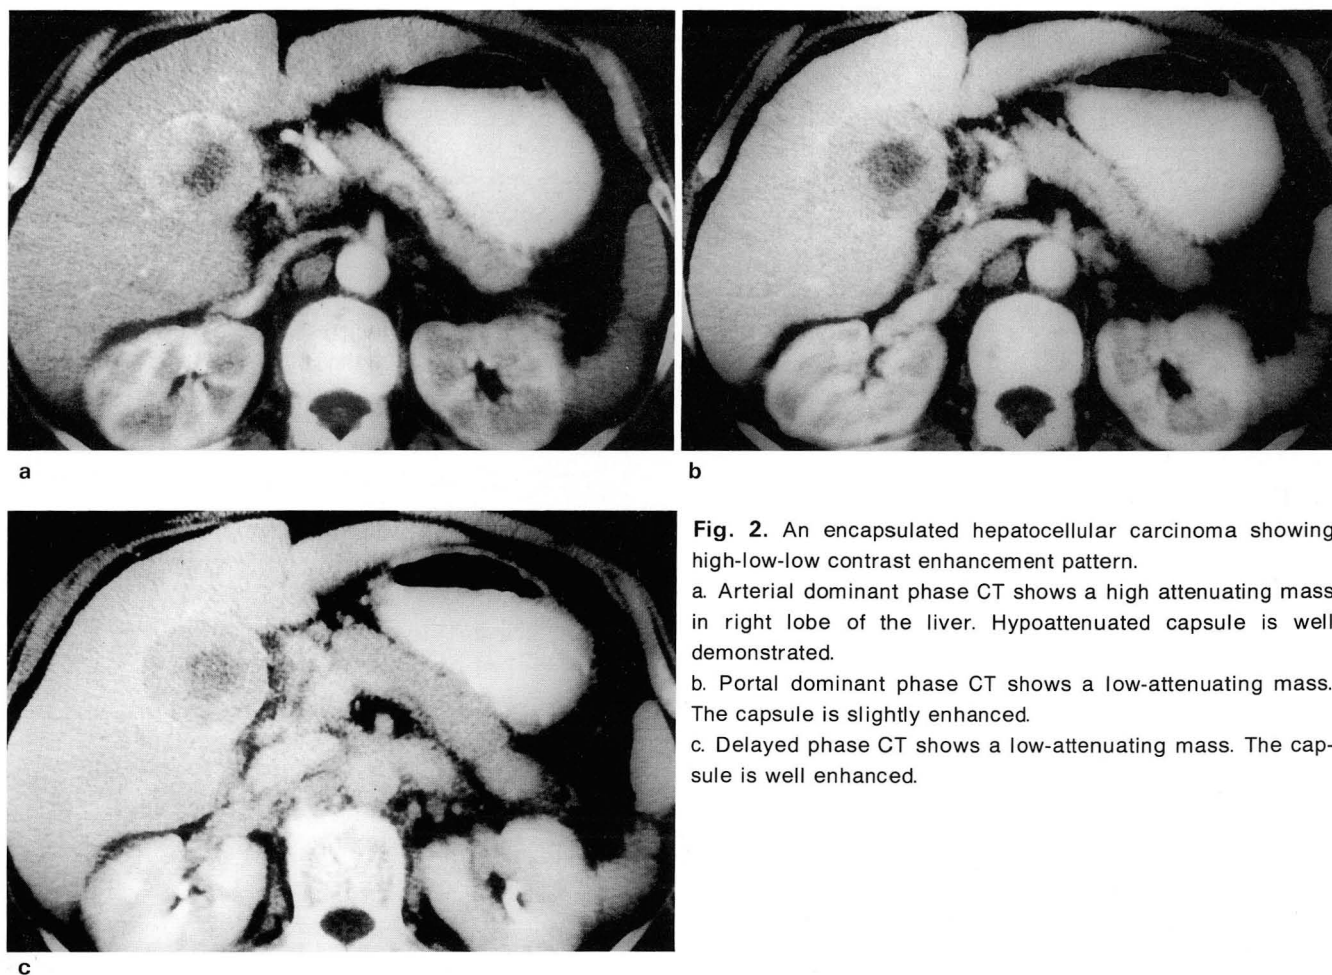 a
b
c
Fig. 2. An encapsulated hepatocellular carcinoma showing
high-low-low contrast enhancement pattern.
a. Arterial dominant phase CT shows a high attenuating mass
in right lobe of the liver. Hypoattenuated capsule is well
demonstrated.
b. Portal dominant phase CT shows a low-attenuating mass.
The capsule is slightly enhanced.
c. Delayed phase CT shows a low-attenuating mass. The cap-
sule is well enhanced.